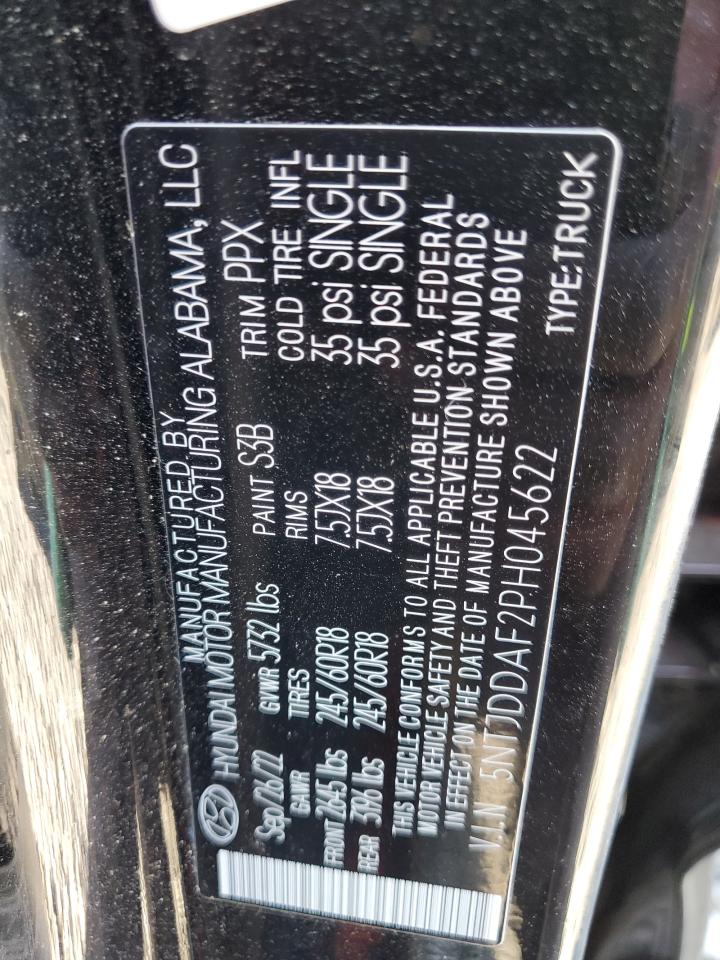 MANUFACTURED BY
HYUNDAI MOTOR MANUFACTURING ALABAMA, LLC
Sep/26/22 GVWR 5732 lbs PAINT S3B TRIM PPX
GAWR TIRES RIMS COLD TIRE INFL
FRONT 2645 lbs 245/60R18 7.5JX18 35 psi SINGLE
REAR 3196 lbs 245/60R18 7.5JX18 35 psi SINGLE
THIS VEHICLE CONFORMS TO ALL APPLICABLE U.S.A. FEDERAL
MOTOR VEHICLE SAFETY AND THEFT PREVENTION STANDARDS
IN EFFECT ON THE DATE OF MANUFACTURE SHOWN ABOVE
V.I.N 5NTJDDAF2PH045622
TYPE:TRUCK